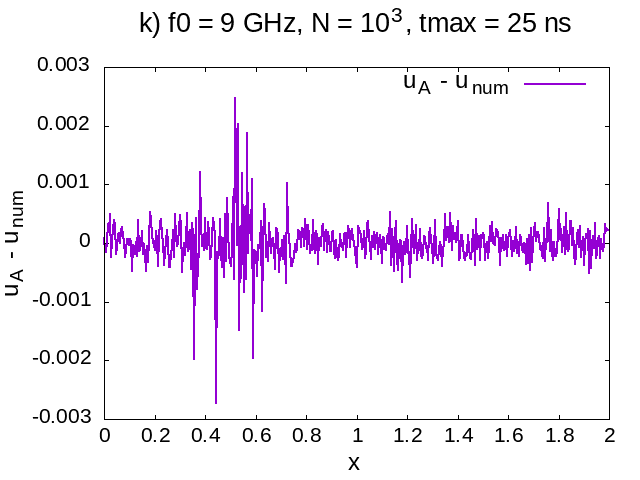 k) f0 = 9 GHz, N = 10³, tmax = 25 ns
0.003
u_A - u_num
0.002
0.001
0
-0.001
-0.002
-0.003
u_A - u_num
0 0.2 0.4 0.6 0.8 1 1.2 1.4 1.6 1.8 2
x